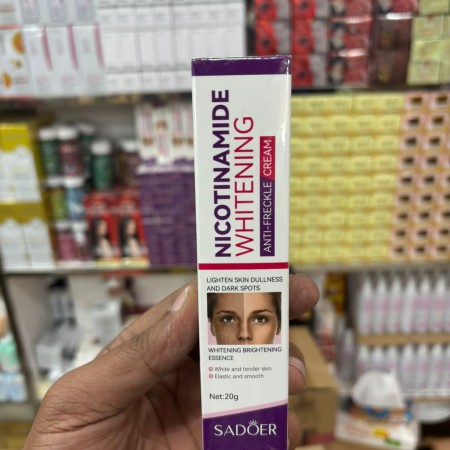 NICOTINAMIDE
WHITENING
ANTI-FRECKLE CREAM
LIGHTEN SKIN DULLNESS
AND DARK SPOTS
WHITENING BRIGHTENING
ESSENCE
White and tender skin
Elastic and smooth
Net:20g
SADOER